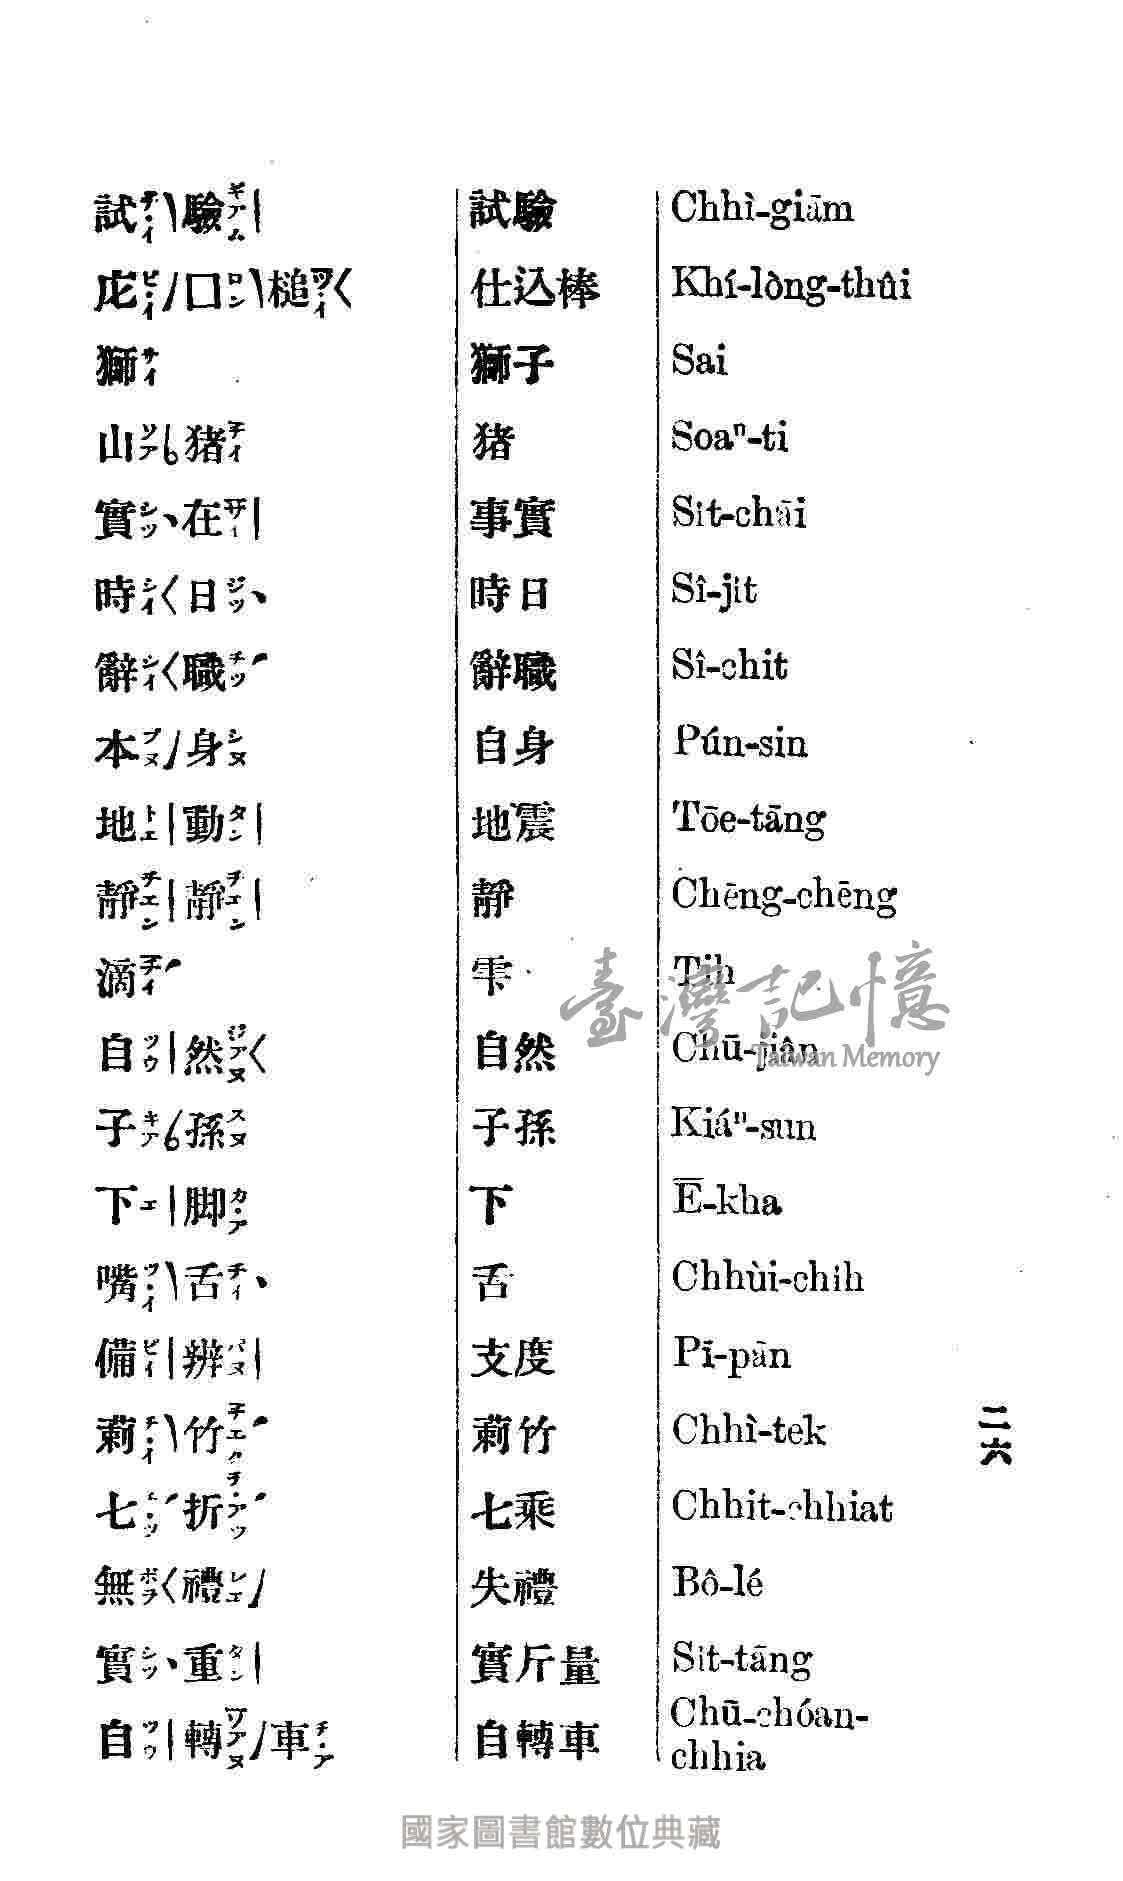 試チ・イ\驗ギアム| 試驗 Chhì-giām
庀ピ・イ/口ロン\槌ツ・イ〈 仕込棒 Khí-lòng-thûi
獅サイ 獅子 Sai
山ソア猪チイ 猪 Soaⁿ-ti
實シツ、在ザイ| 事實 Sit-chāi
時シイ〈日ジツ、 時日 Sî-jit
辭シイ〈職チツ 辭職 Sî-chit
本プヌ/身シヌ 自身 Pún-sin
地トエ|動タン| 地震 Tōe-tāng
靜チエン|靜チエン| 靜 Chēng-chēng
滴チイ 雫 Tih
自ツウ|然ジアヌ〈 自然 Chū-jiân
子キア孫スヌ 子孫 Kiáⁿ-sun
下エ|脚カ・ア 下 Ē-kha
嘴ツ・イ\舌チイ、 舌 Chhùi-chih
備ピイ|辨パヌ| 支度 Pī-pān
莿チ・イ\竹チエク 莿竹 Chhì-tek
七チ・ツ折チ・アツ 七乘 Chhit-chhiat
無ボヲ〈禮レエ/ 失禮 Bô-lé
實シツ、重タン| 實斤量 Sit-tāng
自ツウ|轉ツアヌ/車チ・ア 自轉車 Chū-chóan-
chhia
二六
臺灣記憶
Taiwan Memory
國家圖書館數位典藏